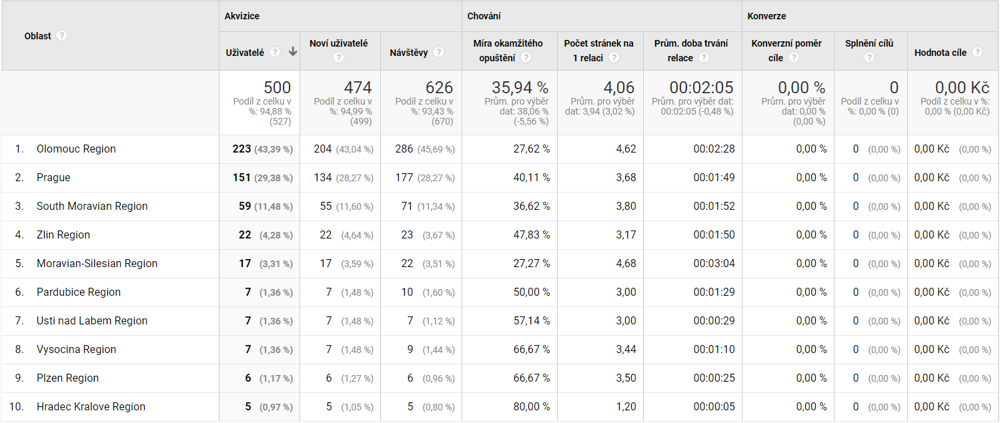 Oblast ?
Akvizice
Chování
Konverze
Uživatelé ?
Noví uživatelé
?
Návštěvy ?
Míra okamžitého
opuštění ?
Počet stránek na
1 relaci ?
Prům. doba trvání
relace ?
Konverzní poměr
cíle ?
Splnění cílů
?
Hodnota cíle ?
500
Podíl z celku v
%: 94,88 %
(527)
474
Podíl z celku v
%: 94,99 %
(499)
626
Podíl z celku v
%: 93,43 %
(670)
35,94 %
Prům. pro výběr
dat: 38,06 %
(-5,56 %)
4,06
Prům. pro výběr
dat: 3,94 (3,02 %)
00:02:05
Prům. pro výběr dat:
00:02:05 (-0,48 %)
0,00 %
Prům. pro výběr
dat: 0,00 %
(0,00 %)
0
Podíl z celku v
%: 0,00 % (0)
0,00 Kč
Podíl z celku v %:
0,00 % (0,00 Kč)
1. Olomouc Region 223 (43,39 %) 204 (43,04 %) 286 (45,69 %) 27,62 % 4,62 00:02:28 0,00 % 0 (0,00 %) 0,00 Kč (0,00 %)
2. Prague 151 (29,38 %) 134 (28,27 %) 177 (28,27 %) 40,11 % 3,68 00:01:49 0,00 % 0 (0,00 %) 0,00 Kč (0,00 %)
3. South Moravian Region 59 (11,48 %) 55 (11,60 %) 71 (11,34 %) 36,62 % 3,80 00:01:52 0,00 % 0 (0,00 %) 0,00 Kč (0,00 %)
4. Zlin Region 22 (4,28 %) 22 (4,64 %) 23 (3,67 %) 47,83 % 3,17 00:01:50 0,00 % 0 (0,00 %) 0,00 Kč (0,00 %)
5. Moravian-Silesian Region 17 (3,31 %) 17 (3,59 %) 22 (3,51 %) 27,27 % 4,68 00:03:04 0,00 % 0 (0,00 %) 0,00 Kč (0,00 %)
6. Pardubice Region 7 (1,36 %) 7 (1,48 %) 10 (1,60 %) 50,00 % 3,00 00:01:29 0,00 % 0 (0,00 %) 0,00 Kč (0,00 %)
7. Usti nad Labem Region 7 (1,36 %) 7 (1,48 %) 7 (1,12 %) 57,14 % 3,00 00:00:29 0,00 % 0 (0,00 %) 0,00 Kč (0,00 %)
8. Vysocina Region 7 (1,36 %) 7 (1,48 %) 9 (1,44 %) 66,67 % 3,44 00:01:10 0,00 % 0 (0,00 %) 0,00 Kč (0,00 %)
9. Plzen Region 6 (1,17 %) 6 (1,27 %) 6 (0,96 %) 66,67 % 3,50 00:00:25 0,00 % 0 (0,00 %) 0,00 Kč (0,00 %)
10. Hradec Kralove Region 5 (0,97 %) 5 (1,05 %) 5 (0,80 %) 80,00 % 1,20 00:00:05 0,00 % 0 (0,00 %) 0,00 Kč (0,00 %)